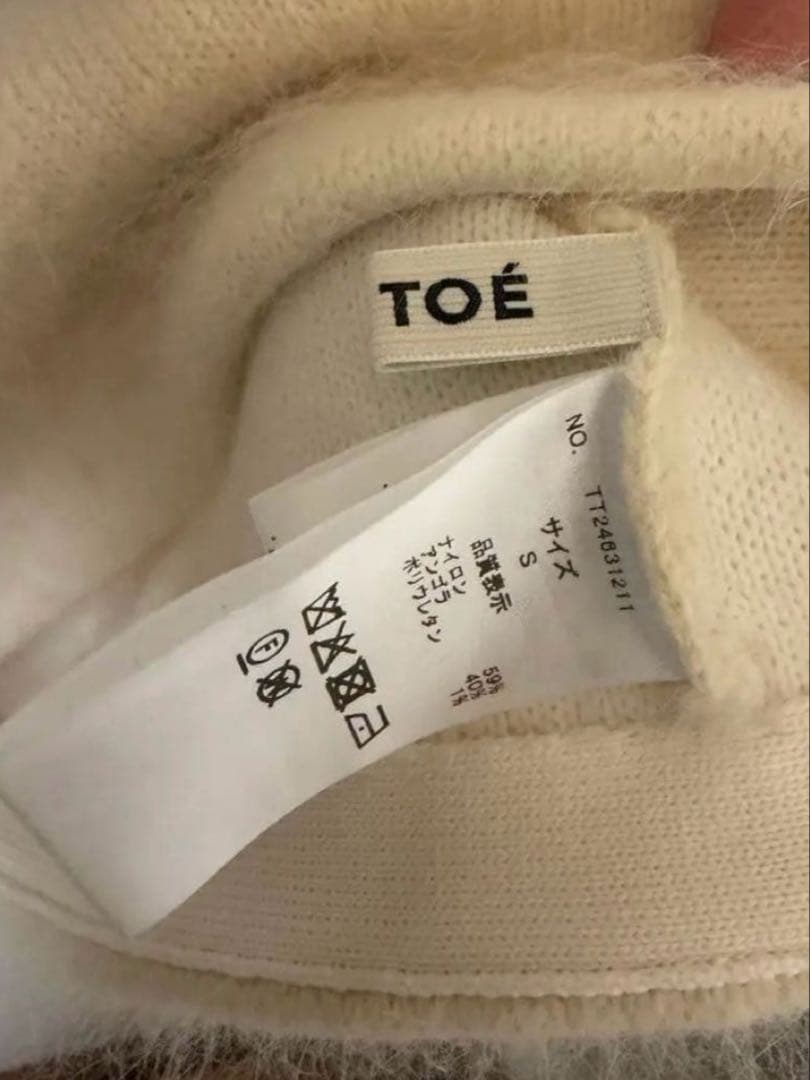 TOÉ
NO. TT24631211
サイズ
S
品質表示
ナイロン 59%
アンゴラ 40%
ポリウレタン 1%
F